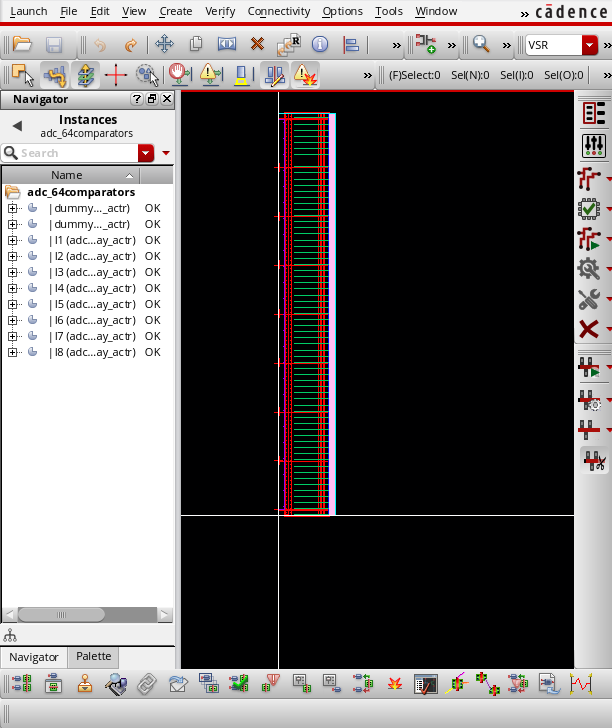 Launch File Edit View Create Verify Connectivity Options Tools Window » cādence
» » » VSR
» (F)Select:0 Sel(N):0 Sel(I):0 Sel(O):0 »
Navigator
Instances
adc_64comparators
Search
Name
adc_64comparators
|dummy..._actr) OK
|dummy..._actr) OK
|I1 (adc...ay_actr) OK
|I2 (adc...ay_actr) OK
|I3 (adc...ay_actr) OK
|I4 (adc...ay_actr) OK
|I5 (adc...ay_actr) OK
|I6 (adc...ay_actr) OK
|I7 (adc...ay_actr) OK
|I8 (adc...ay_actr) OK
Navigator Palette